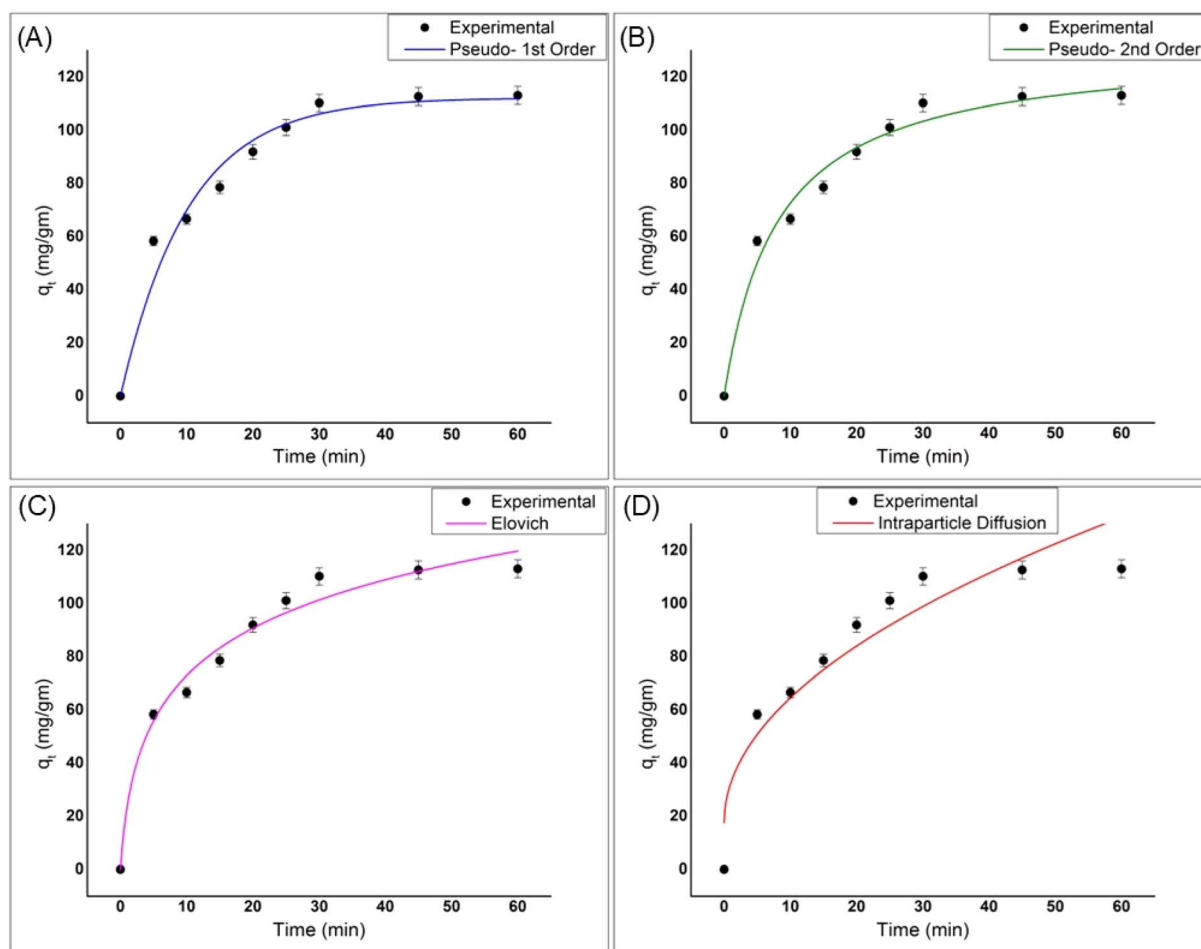 (A)
Experimental
Pseudo- 1st Order
120
100
80
60
40
20
0
qt (mg/gm)
0 10 20 30 40 50 60
Time (min)
(B)
Experimental
Pseudo- 2nd Order
120
100
80
60
40
20
0
qt (mg/gm)
0 10 20 30 40 50 60
Time (min)
(C)
Experimental
Elovich
120
100
80
60
40
20
0
qt (mg/gm)
0 10 20 30 40 50 60
Time (min)
(D)
Experimental
Intraparticle Diffusion
120
100
80
60
40
20
0
qt (mg/gm)
0 10 20 30 40 50 60
Time (min)